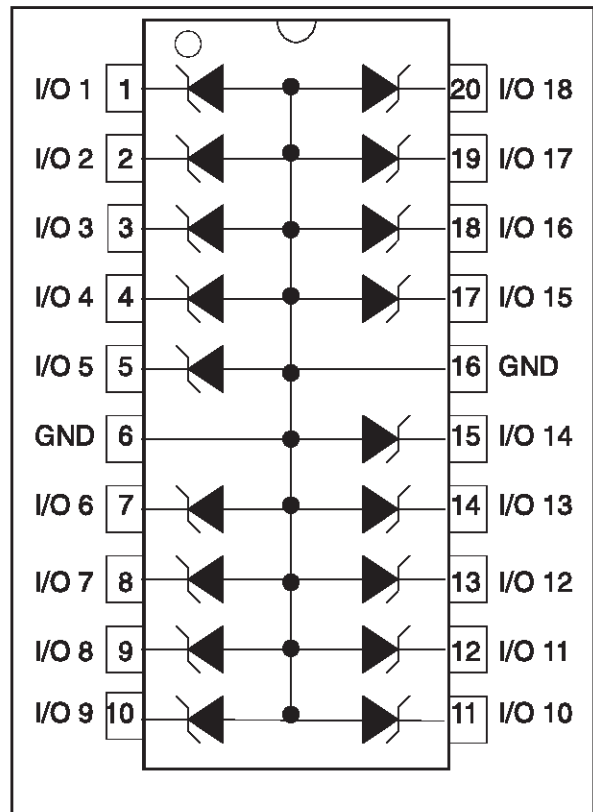 I/O 1 1 20 I/O 18
I/O 2 2 19 I/O 17
I/O 3 3 18 I/O 16
I/O 4 4 17 I/O 15
I/O 5 5 16 GND
GND 6 15 I/O 14
I/O 6 7 14 I/O 13
I/O 7 8 13 I/O 12
I/O 8 9 12 I/O 11
I/O 9 10 11 I/O 10